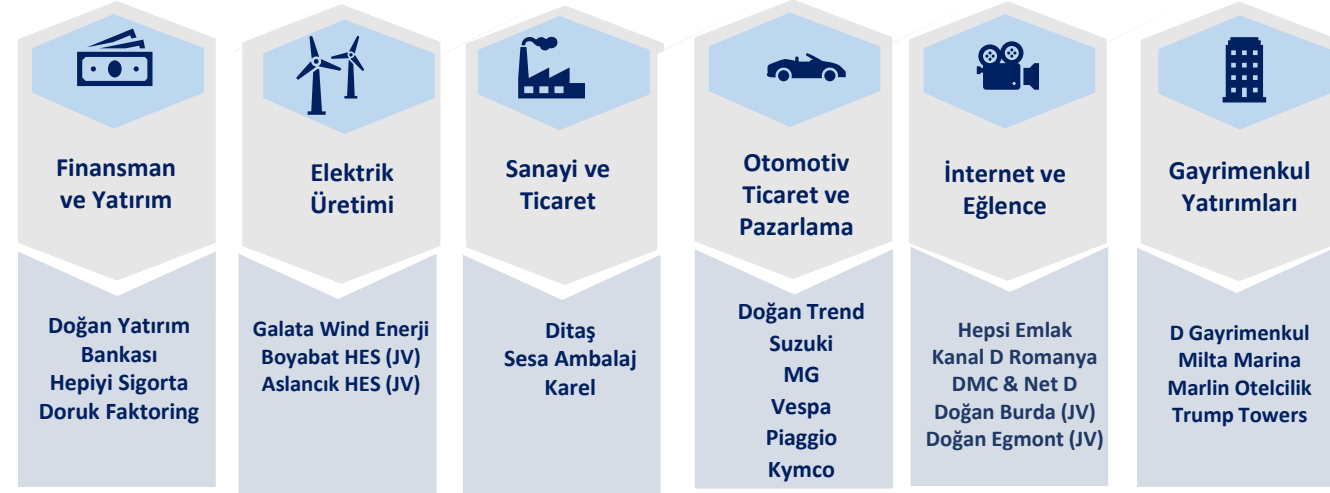 Finansman
ve Yatırım
Doğan Yatırım
Bankası
Hepiyi Sigorta
Doruk Faktoring
Elektrik
Üretimi
Galata Wind Enerji
Boyabat HES (JV)
Aslancık HES (JV)
Sanayi ve
Ticaret
Ditaş
Sesa Ambalaj
Karel
Otomotiv
Ticaret ve
Pazarlama
Doğan Trend
Suzuki
MG
Vespa
Piaggio
Kymco
İnternet ve
Eğlence
Hepsi Emlak
Kanal D Romanya
DMC & Net D
Doğan Burda (JV)
Doğan Egmont (JV)
Gayrimenkul
Yatırımları
D Gayrimenkul
Milta Marina
Marlin Otelcilik
Trump Towers